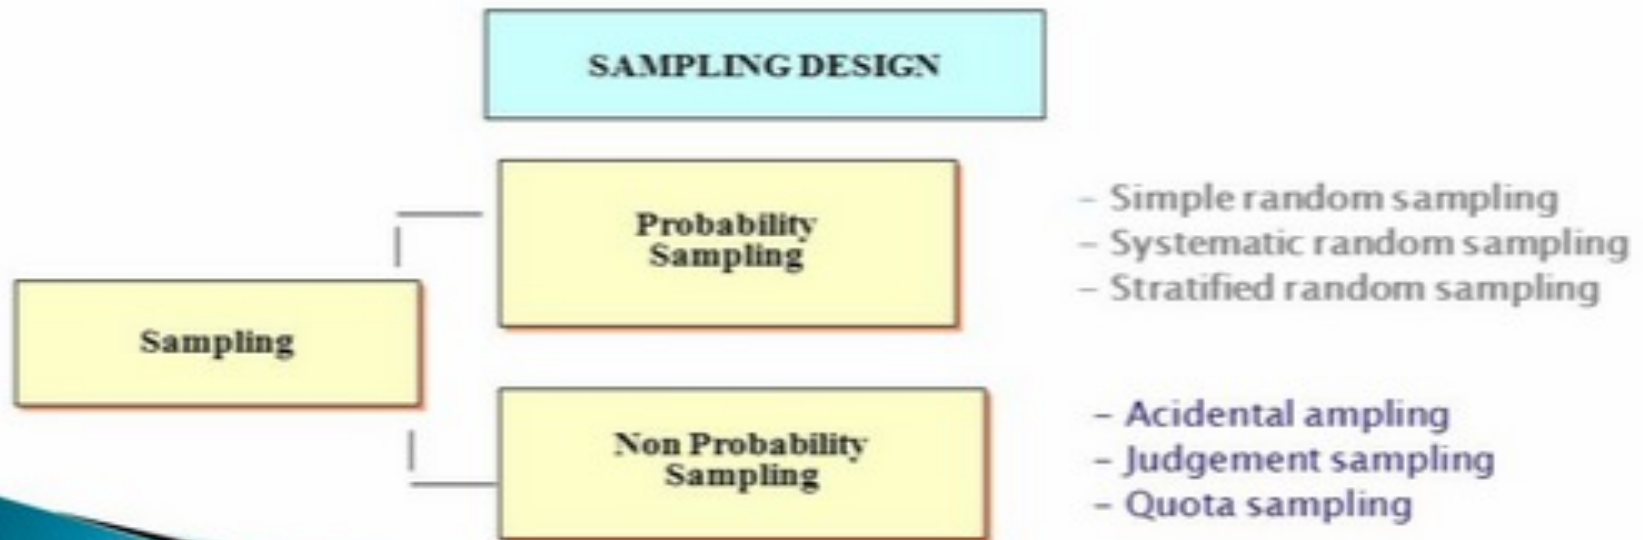 SAMPLING DESIGN
Probability
Sampling
- Simple random sampling
- Systematic random sampling
- Stratified random sampling
Sampling
Non Probability
Sampling
- Acidental ampling
- Judgement sampling
- Quota sampling